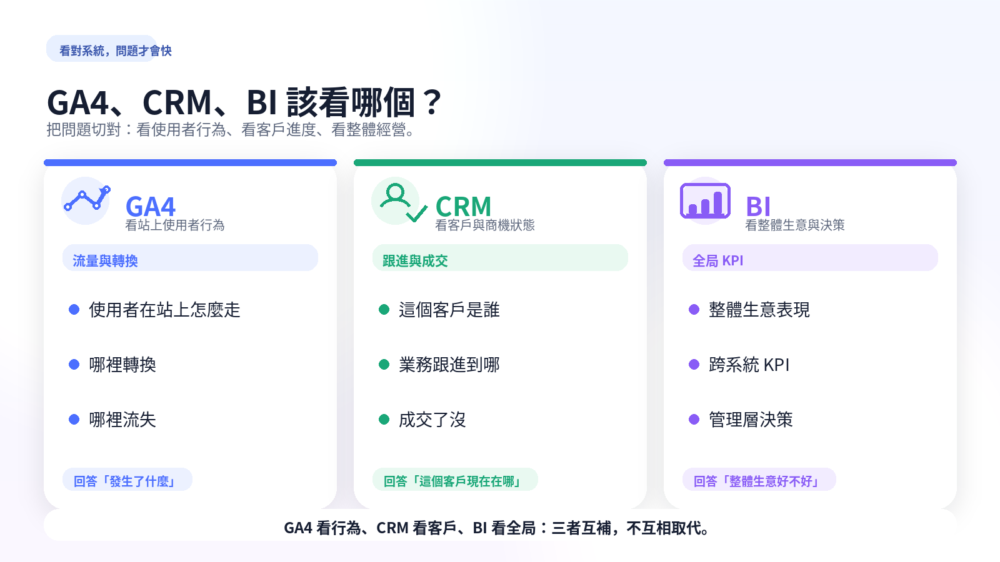 看對系統，問題才會快
GA4、CRM、BI 該看哪個？
把問題切對：看使用者行為、看客戶進度、看整體經營。
GA4
看站上使用者行為
流量與轉換
使用者在站上怎麼走
哪裡轉換
哪裡流失
回答「發生了什麼」
CRM
看客戶與商機狀態
跟進與成交
這個客戶是誰
業務跟進到哪
成交了沒
回答「這個客戶現在在哪」
BI
看整體生意與決策
全局 KPI
整體生意表現
跨系統 KPI
管理層決策
回答「整體生意好不好」
GA4 看行為、CRM 看客戶、BI 看全局：三者互補，不互相取代。